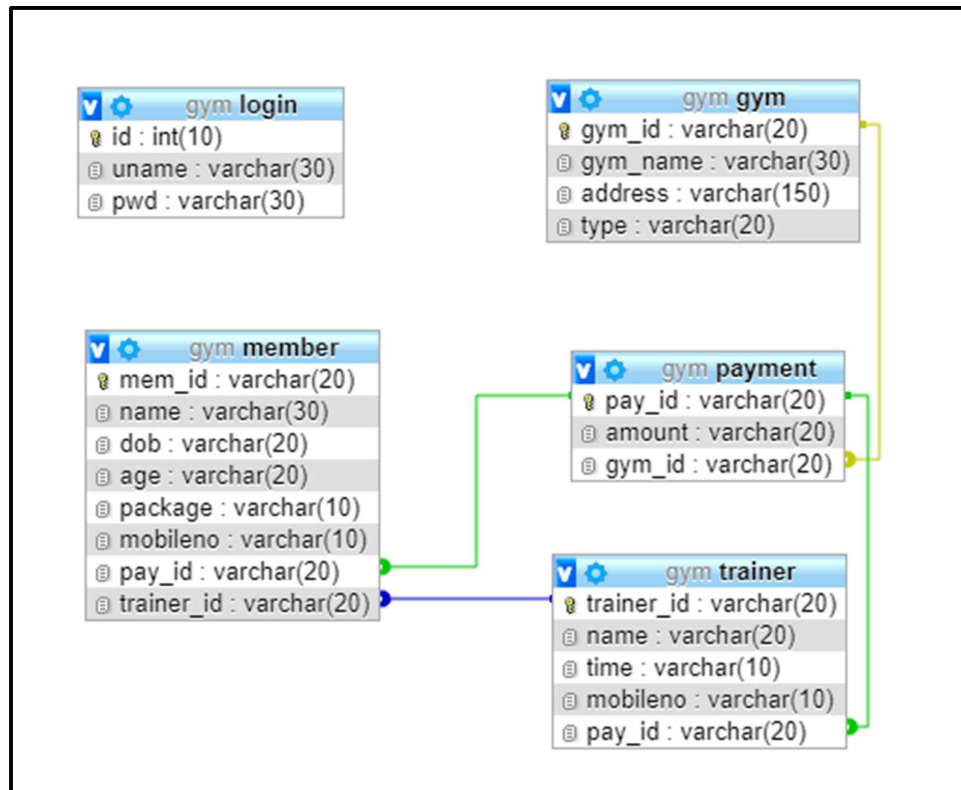 gym login
id : int(10)
uname : varchar(30)
pwd : varchar(30)
gym gym
gym_id : varchar(20)
gym_name : varchar(30)
address : varchar(150)
type : varchar(20)
gym member
mem_id : varchar(20)
name : varchar(30)
dob : varchar(20)
age : varchar(20)
package : varchar(10)
mobileno : varchar(10)
pay_id : varchar(20)
trainer_id : varchar(20)
gym payment
pay_id : varchar(20)
amount : varchar(20)
gym_id : varchar(20)
gym trainer
trainer_id : varchar(20)
name : varchar(20)
time : varchar(10)
mobileno : varchar(10)
pay_id : varchar(20)